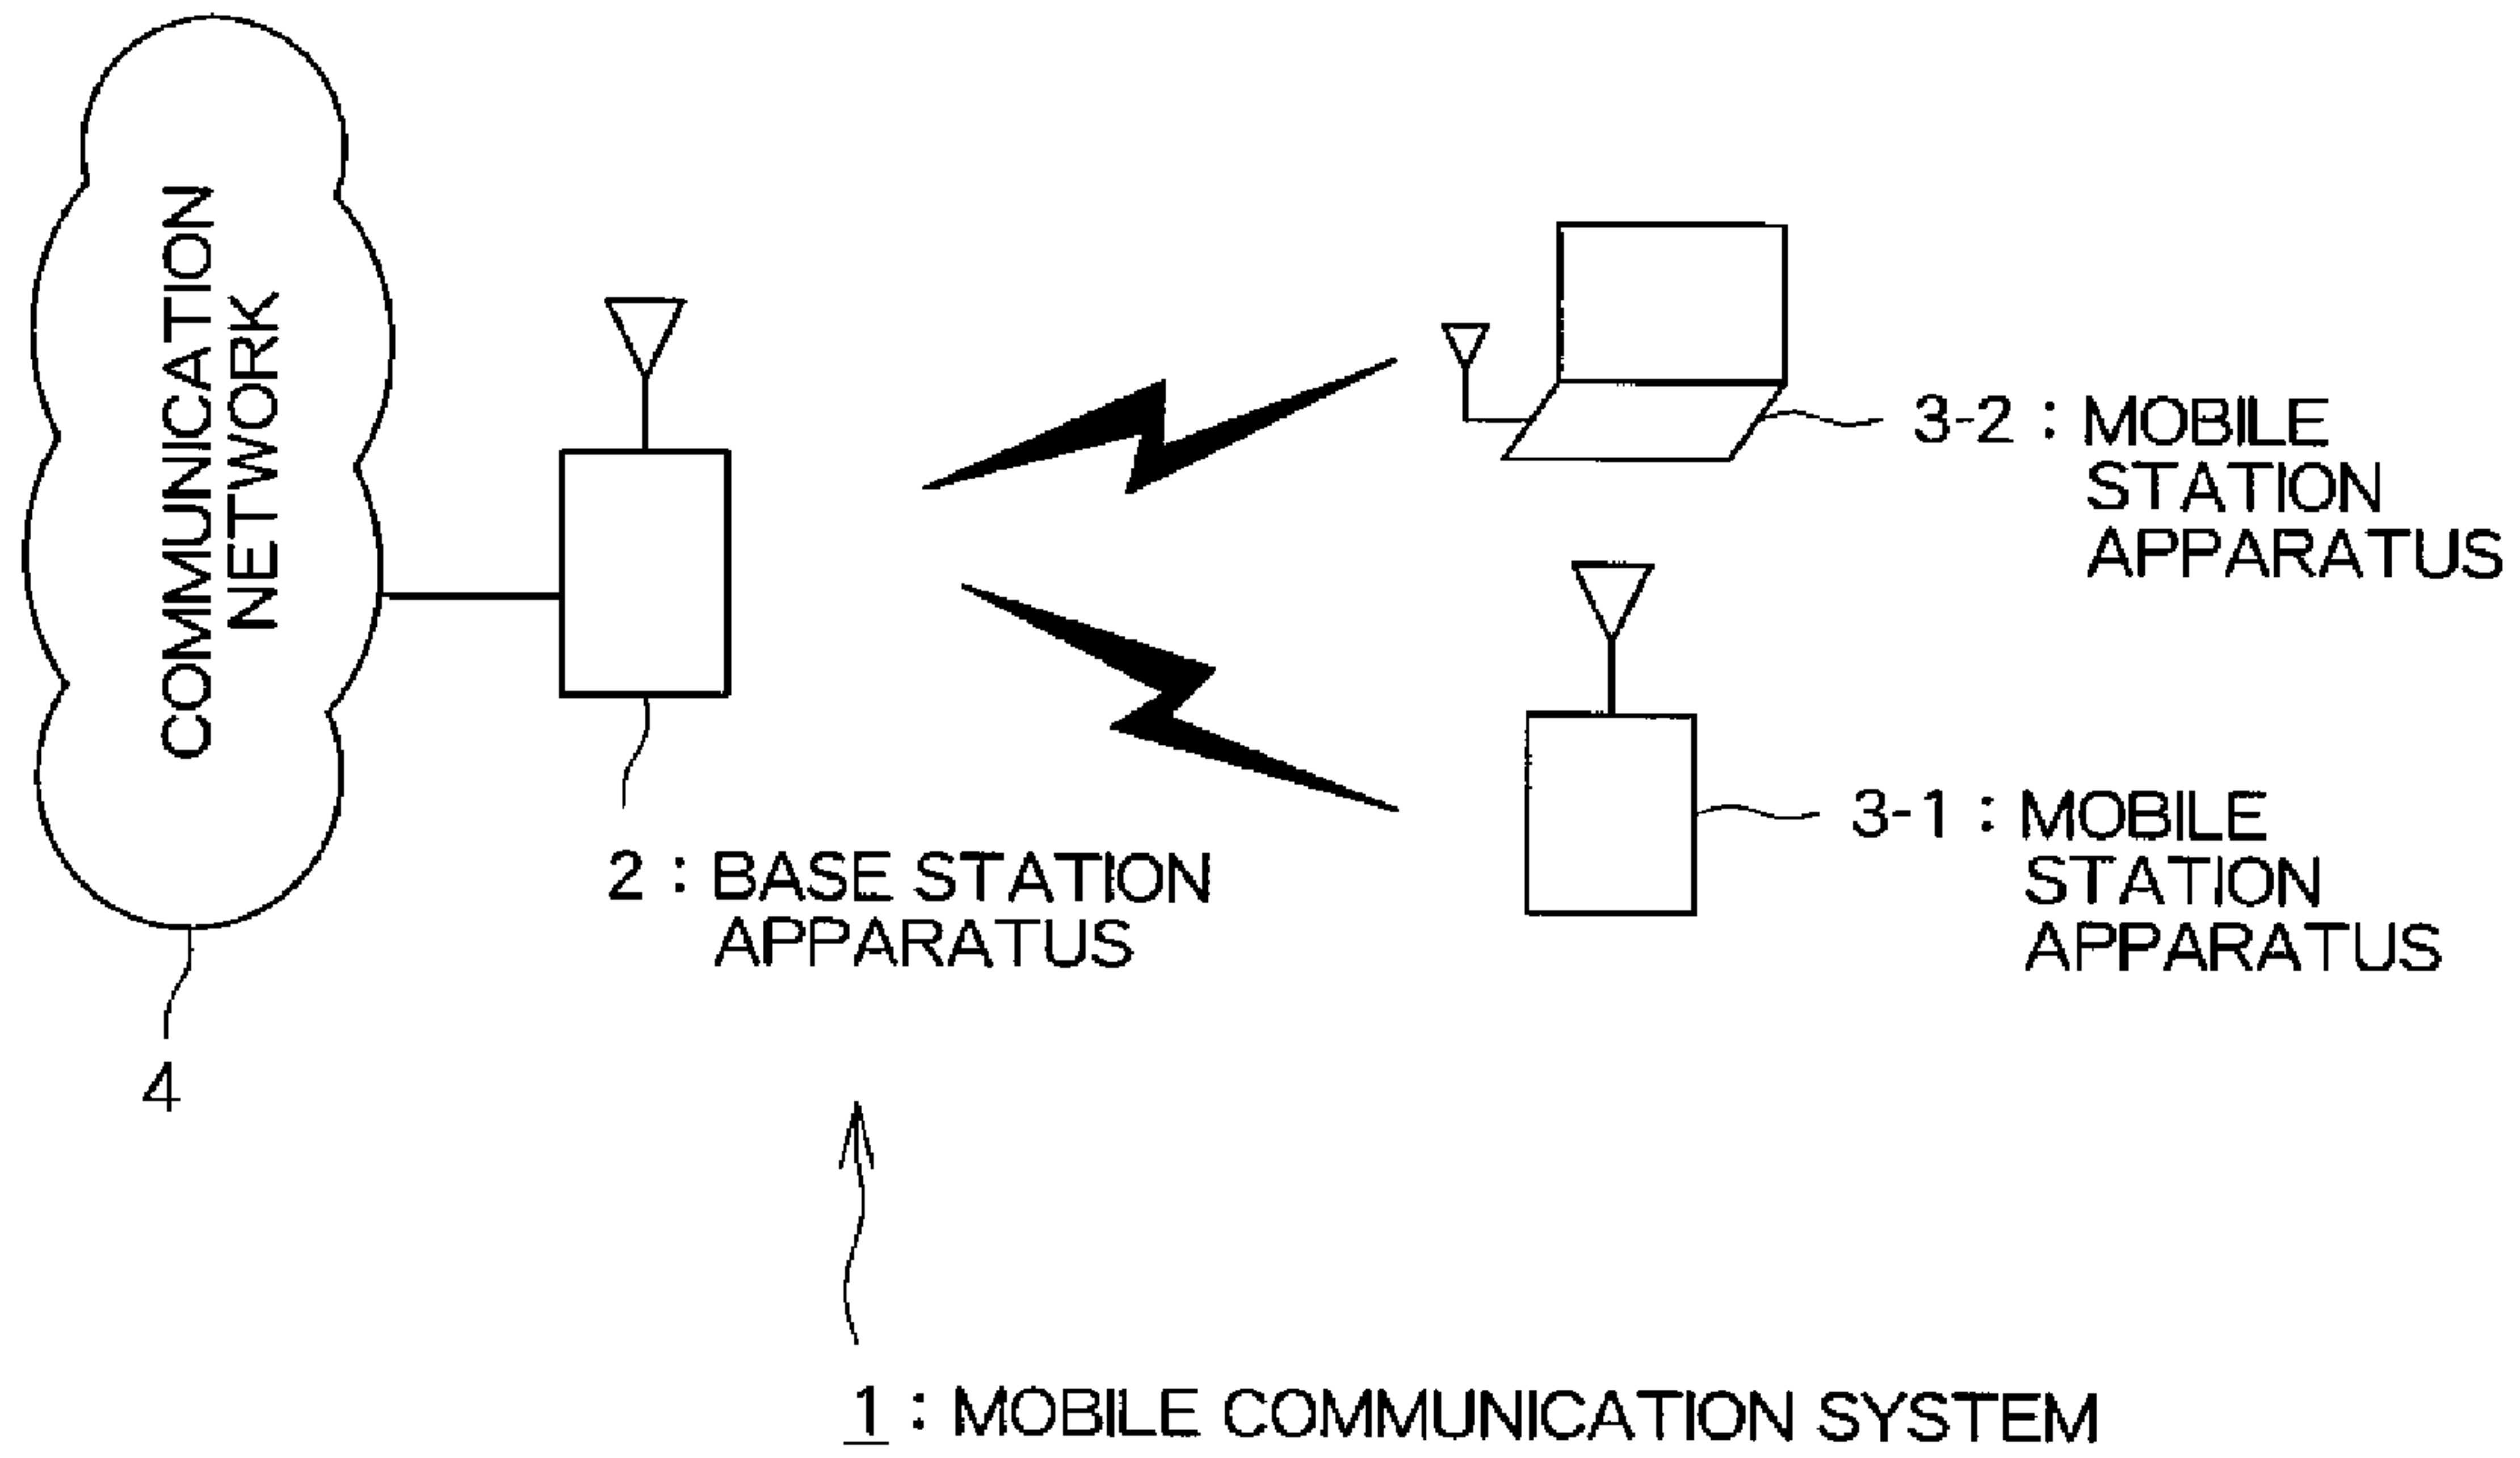 COMMUNICATION
NETWORK
3-2 : MOBILE
STATION
APPARATUS
3-1 : MOBILE
STATION
APPARATUS
2 : BASE STATION
APPARATUS
4
1 : MOBILE COMMUNICATION SYSTEM